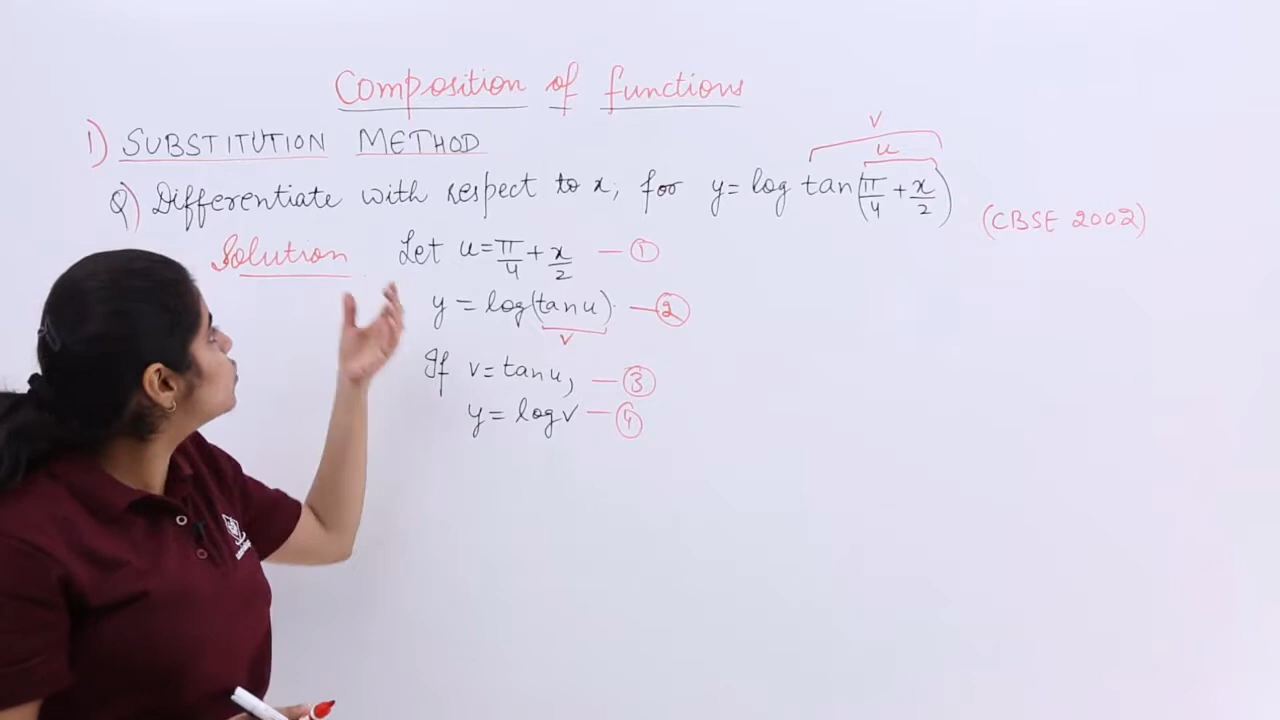 Composition of functions
1) SUBSTITUTION METHOD
v
u
Q) Differentiate with respect to x, for y = log tan(π/4 + x/2)
(CBSE 2002)
Solution Let u = π/4 + x/2 — ①
y = log(tan u). — ②
v
If v = tan u, — ③
y = log v — ④